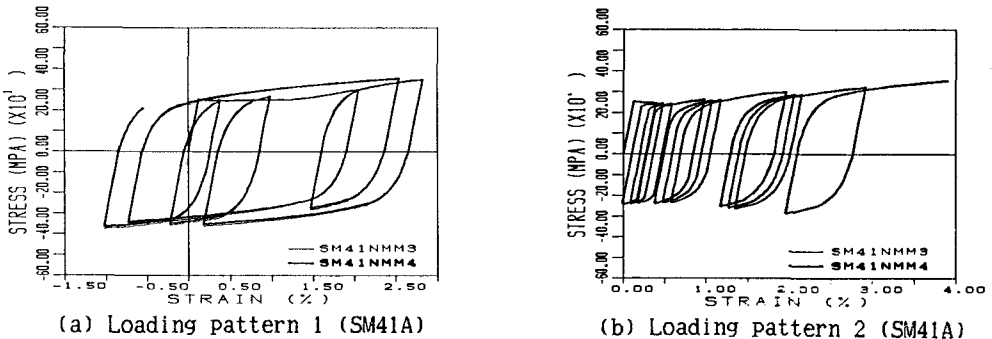 60.00
40.00
20.00
0.00
-20.00
-40.00
-60.00
STRESS (MPA) (X10¹)
SM41NMM3
SM41NMM4
-1.50
-0.50
0.50
1.50
2.50
STRAIN (%)
(a) Loading pattern 1 (SM41A)
60.00
40.00
20.00
0.00
-20.00
-40.00
-60.00
STRESS (MPA)
SM41NMM3
SM41NMM4
0.00
1.00
2.00
3.00
4.00
STRAIN (%)
(b) Loading pattern 2 (SM41A)